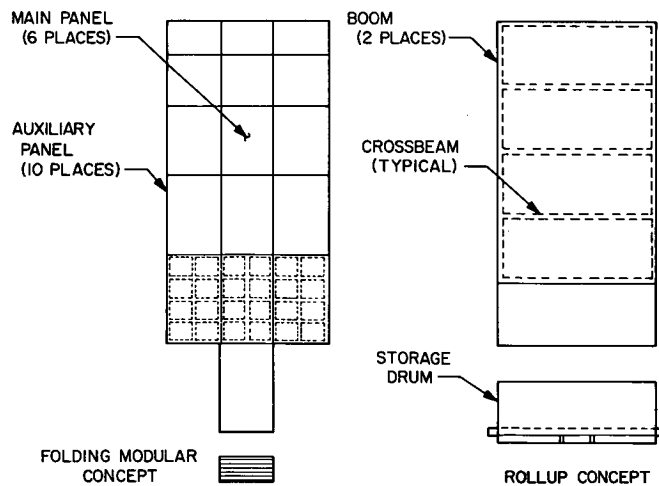 MAIN PANEL
(6 PLACES)
AUXILIARY
PANEL
(10 PLACES)
FOLDING MODULAR
CONCEPT
BOOM
(2 PLACES)
CROSSBEAM
(TYPICAL)
STORAGE
DRUM
ROLLUP CONCEPT